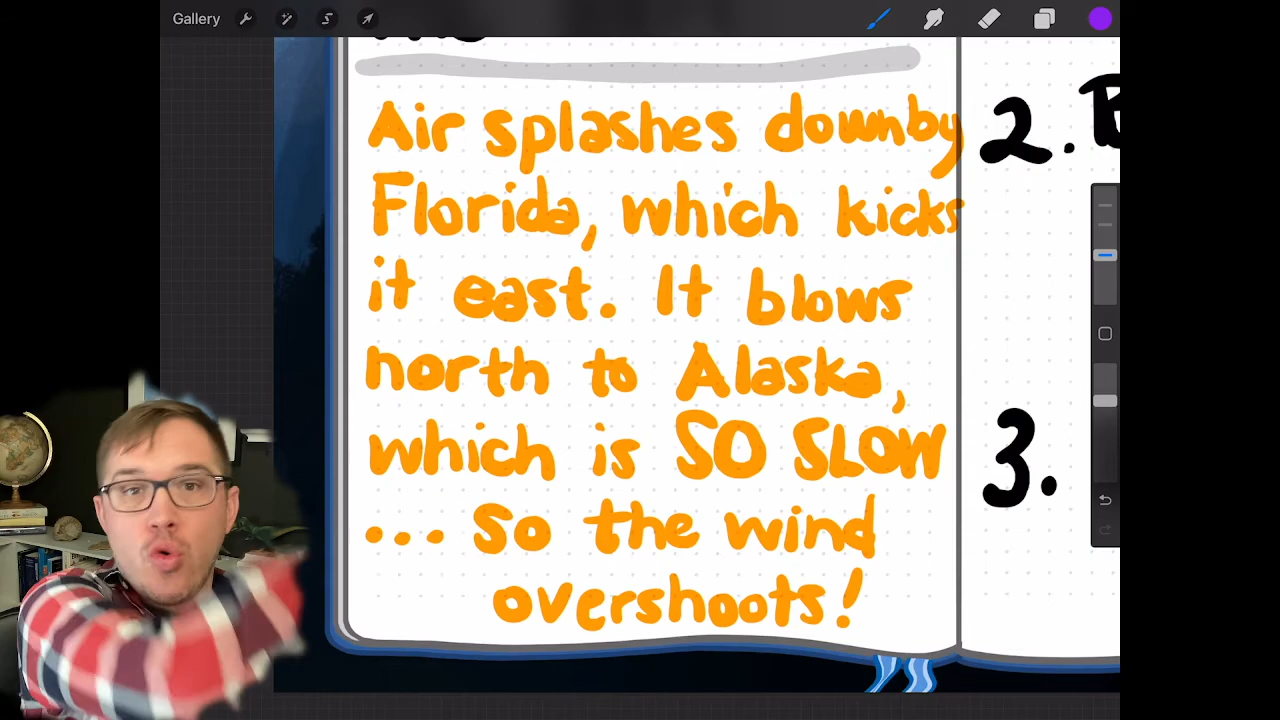 Gallery
Air splashes downby
Florida, which kicks
it east. It blows
north to Alaska,
which is SO SLOW
... So the wind
overshoots!
2.
3.